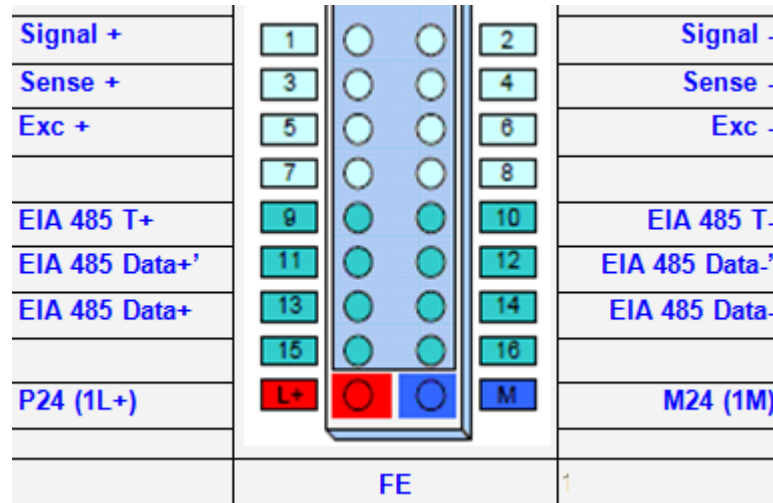 Signal + 1 2 Signal -
Sense + 3 4 Sense -
Exc + 5 6 Exc -
7 8
EIA 485 T+ 9 10 EIA 485 T-
EIA 485 Data+' 11 12 EIA 485 Data-'
EIA 485 Data+ 13 14 EIA 485 Data-
15 16
P24 (1L+) L+ M M24 (1M)
FE 1